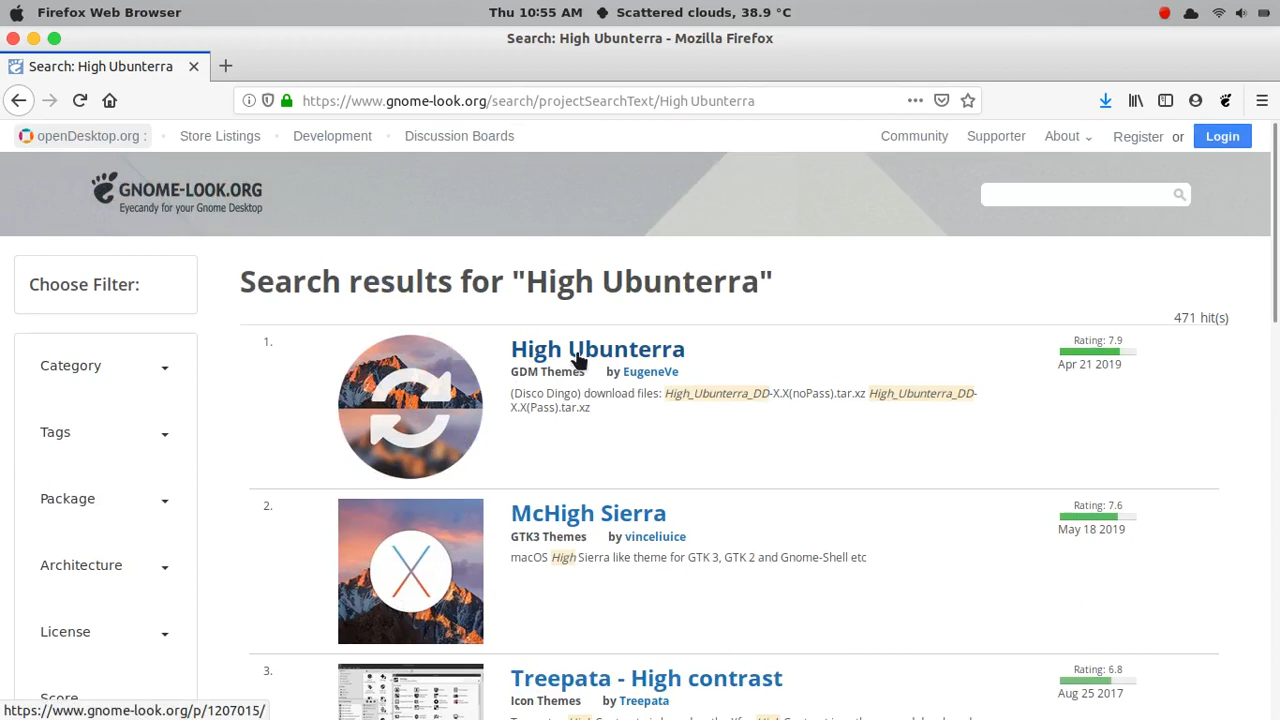 Firefox Web Browser
Thu 10:55 AM
Scattered clouds, 38.9 °C
Search: High Ubunterra - Mozilla Firefox
Search: High Ubunterra
https://www.gnome-look.org/search/projectSearchText/High Ubunterra
openDesktop.org :
Store Listings
Development
Discussion Boards
Community
Supporter
About
Register or
Login
GNOME-LOOK.ORG
Eyecandy for your Gnome Desktop
Choose Filter:
Category
Tags
Package
Architecture
License
Score
Search results for "High Ubunterra"
471 hit(s)
1.
High Ubunterra
GDM Themes by EugeneVe
(Disco Dingo) download files: High_Ubunterra_DD-X.X(noPass).tar.xz High_Ubunterra_DD-
X.X(Pass).tar.xz
Rating: 7.9
Apr 21 2019
2.
McHigh Sierra
GTK3 Themes by vinceliuice
macOS High Sierra like theme for GTK 3, GTK 2 and Gnome-Shell etc
Rating: 7.6
May 18 2019
3.
Treepata - High contrast
Icon Themes by Treepata
Rating: 6.8
Aug 25 2017
https://www.gnome-look.org/p/1207015/